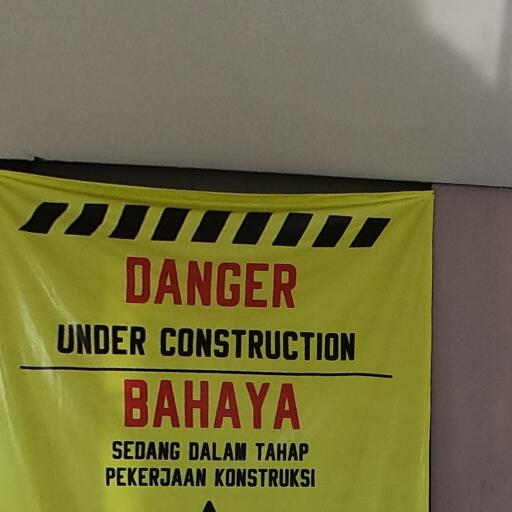 DANGER
UNDER CONSTRUCTION
BAHAYA
SEDANG DALAM TAHAP
PEKERJAAN KONSTRUKSI